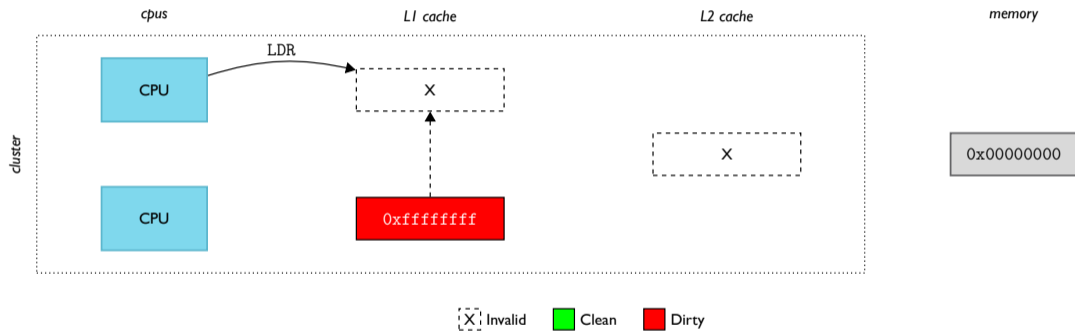 cpus L1 cache L2 cache memory
LDR
CPU X
X 0x00000000
cluster
CPU 0xffffffff
X Invalid Clean Dirty